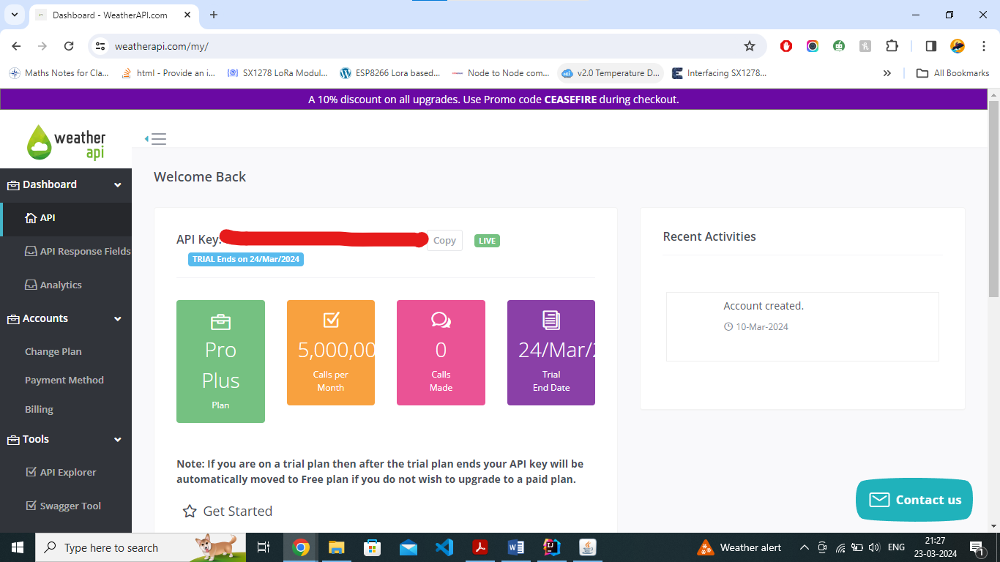 Dashboard - WeatherAPI.com
weatherapi.com/my/
Maths Notes for Cla...
html - Provide an i...
SX1278 LoRa Modul...
ESP8266 Lora based...
Node to Node com...
v2.0 Temperature D...
Interfacing SX1278...
All Bookmarks
A 10% discount on all upgrades. Use Promo code CEASEFIRE during checkout.
weather
api
Dashboard
API
API Response Fields
Analytics
Accounts
Change Plan
Payment Method
Billing
Tools
API Explorer
Swagger Tool
Welcome Back
API Key:
Copy
LIVE
TRIAL Ends on 24/Mar/2024
Pro
Plus
Plan
5,000,00
Calls per
Month
0
Calls
Made
24/Mar/2
Trial
End Date
Note: If you are on a trial plan then after the trial plan ends your API key will be
automatically moved to Free plan if you do not wish to upgrade to a paid plan.
Get Started
Recent Activities
Account created.
10-Mar-2024
Contact us
Type here to search
Weather alert
ENG
21:27
23-03-2024
1